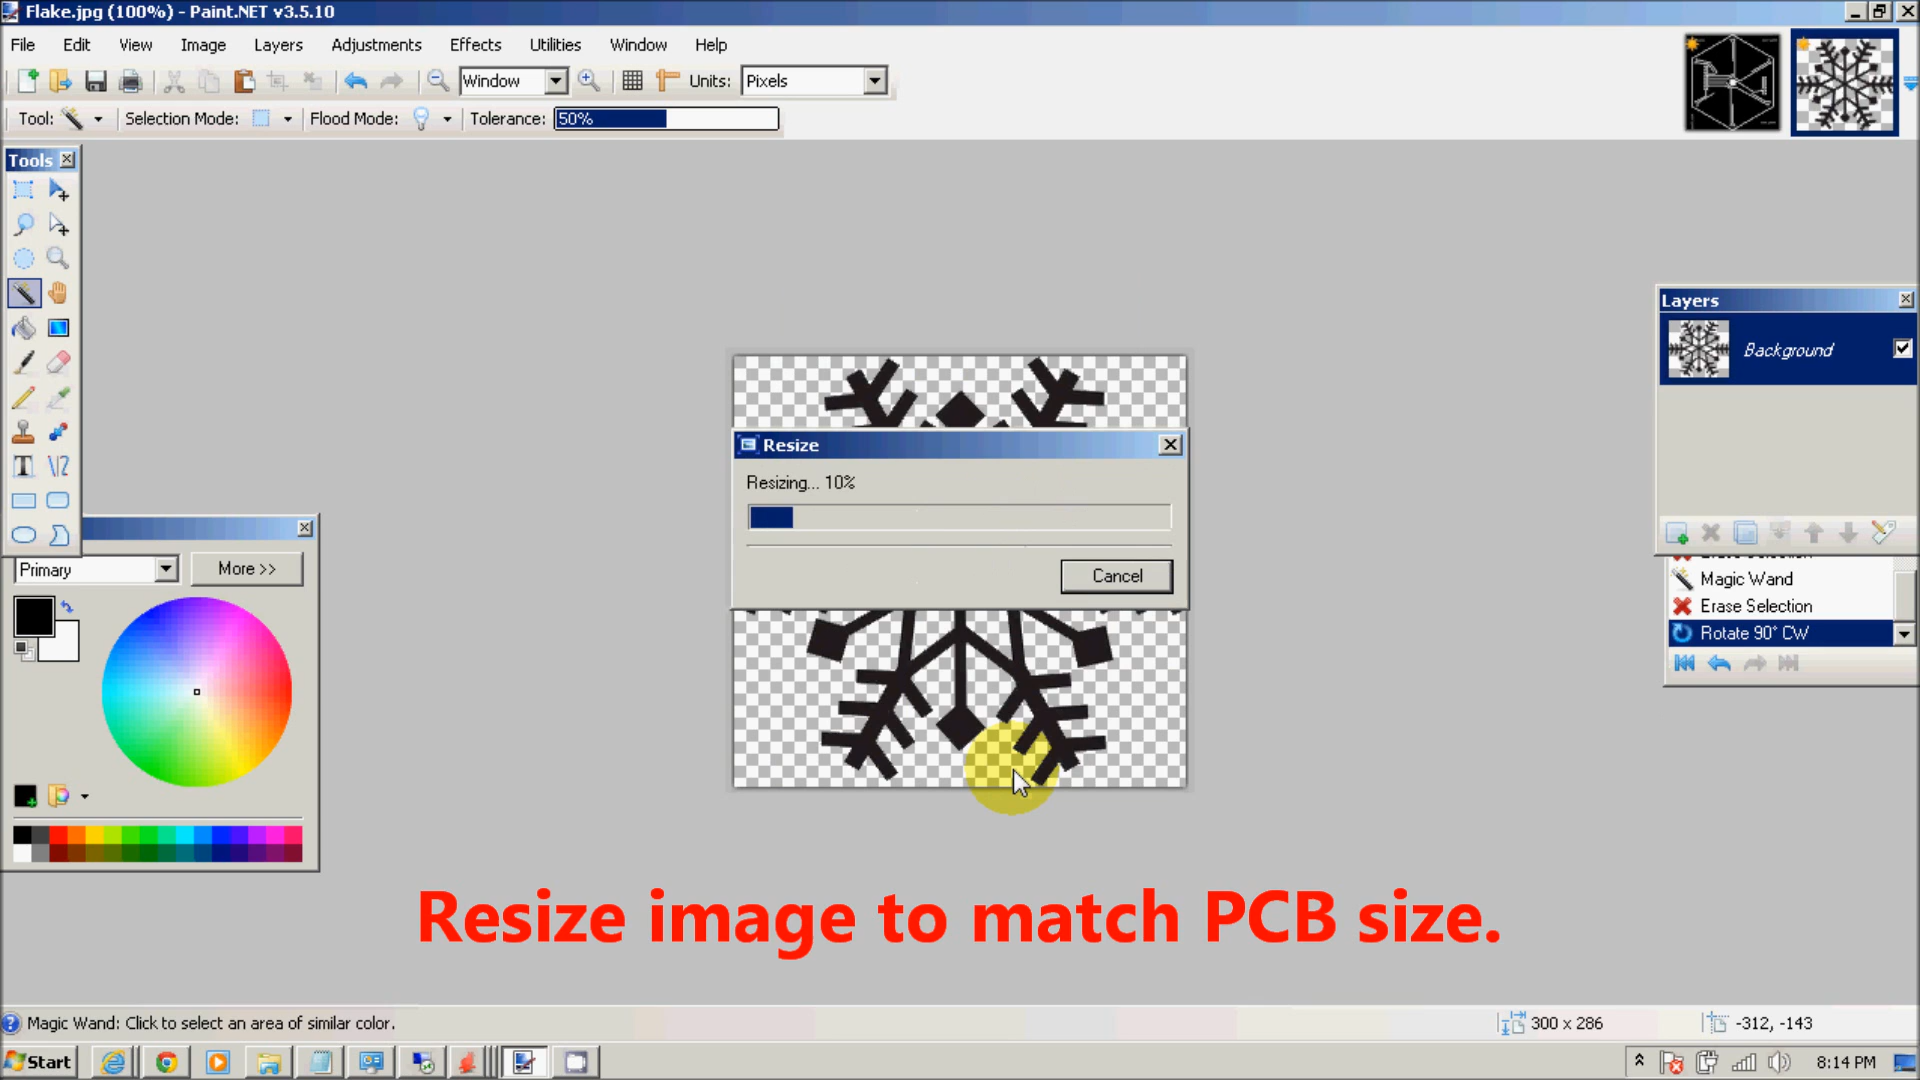 Flake.jpg (100%) - Paint.NET v3.5.10
File Edit View Image Layers Adjustments Effects Utilities Window Help
Window Units: Pixels
Tool: Selection Mode: Flood Mode: Tolerance: 50%
Tools
Layers
Background
Resize
Resizing... 10%
Cancel
Primary More >>
Magic Wand
Erase Selection
Rotate 90° CW
Resize image to match PCB size.
Magic Wand: Click to select an area of similar color. 300 x 286 -312, -143
Start 8:14 PM